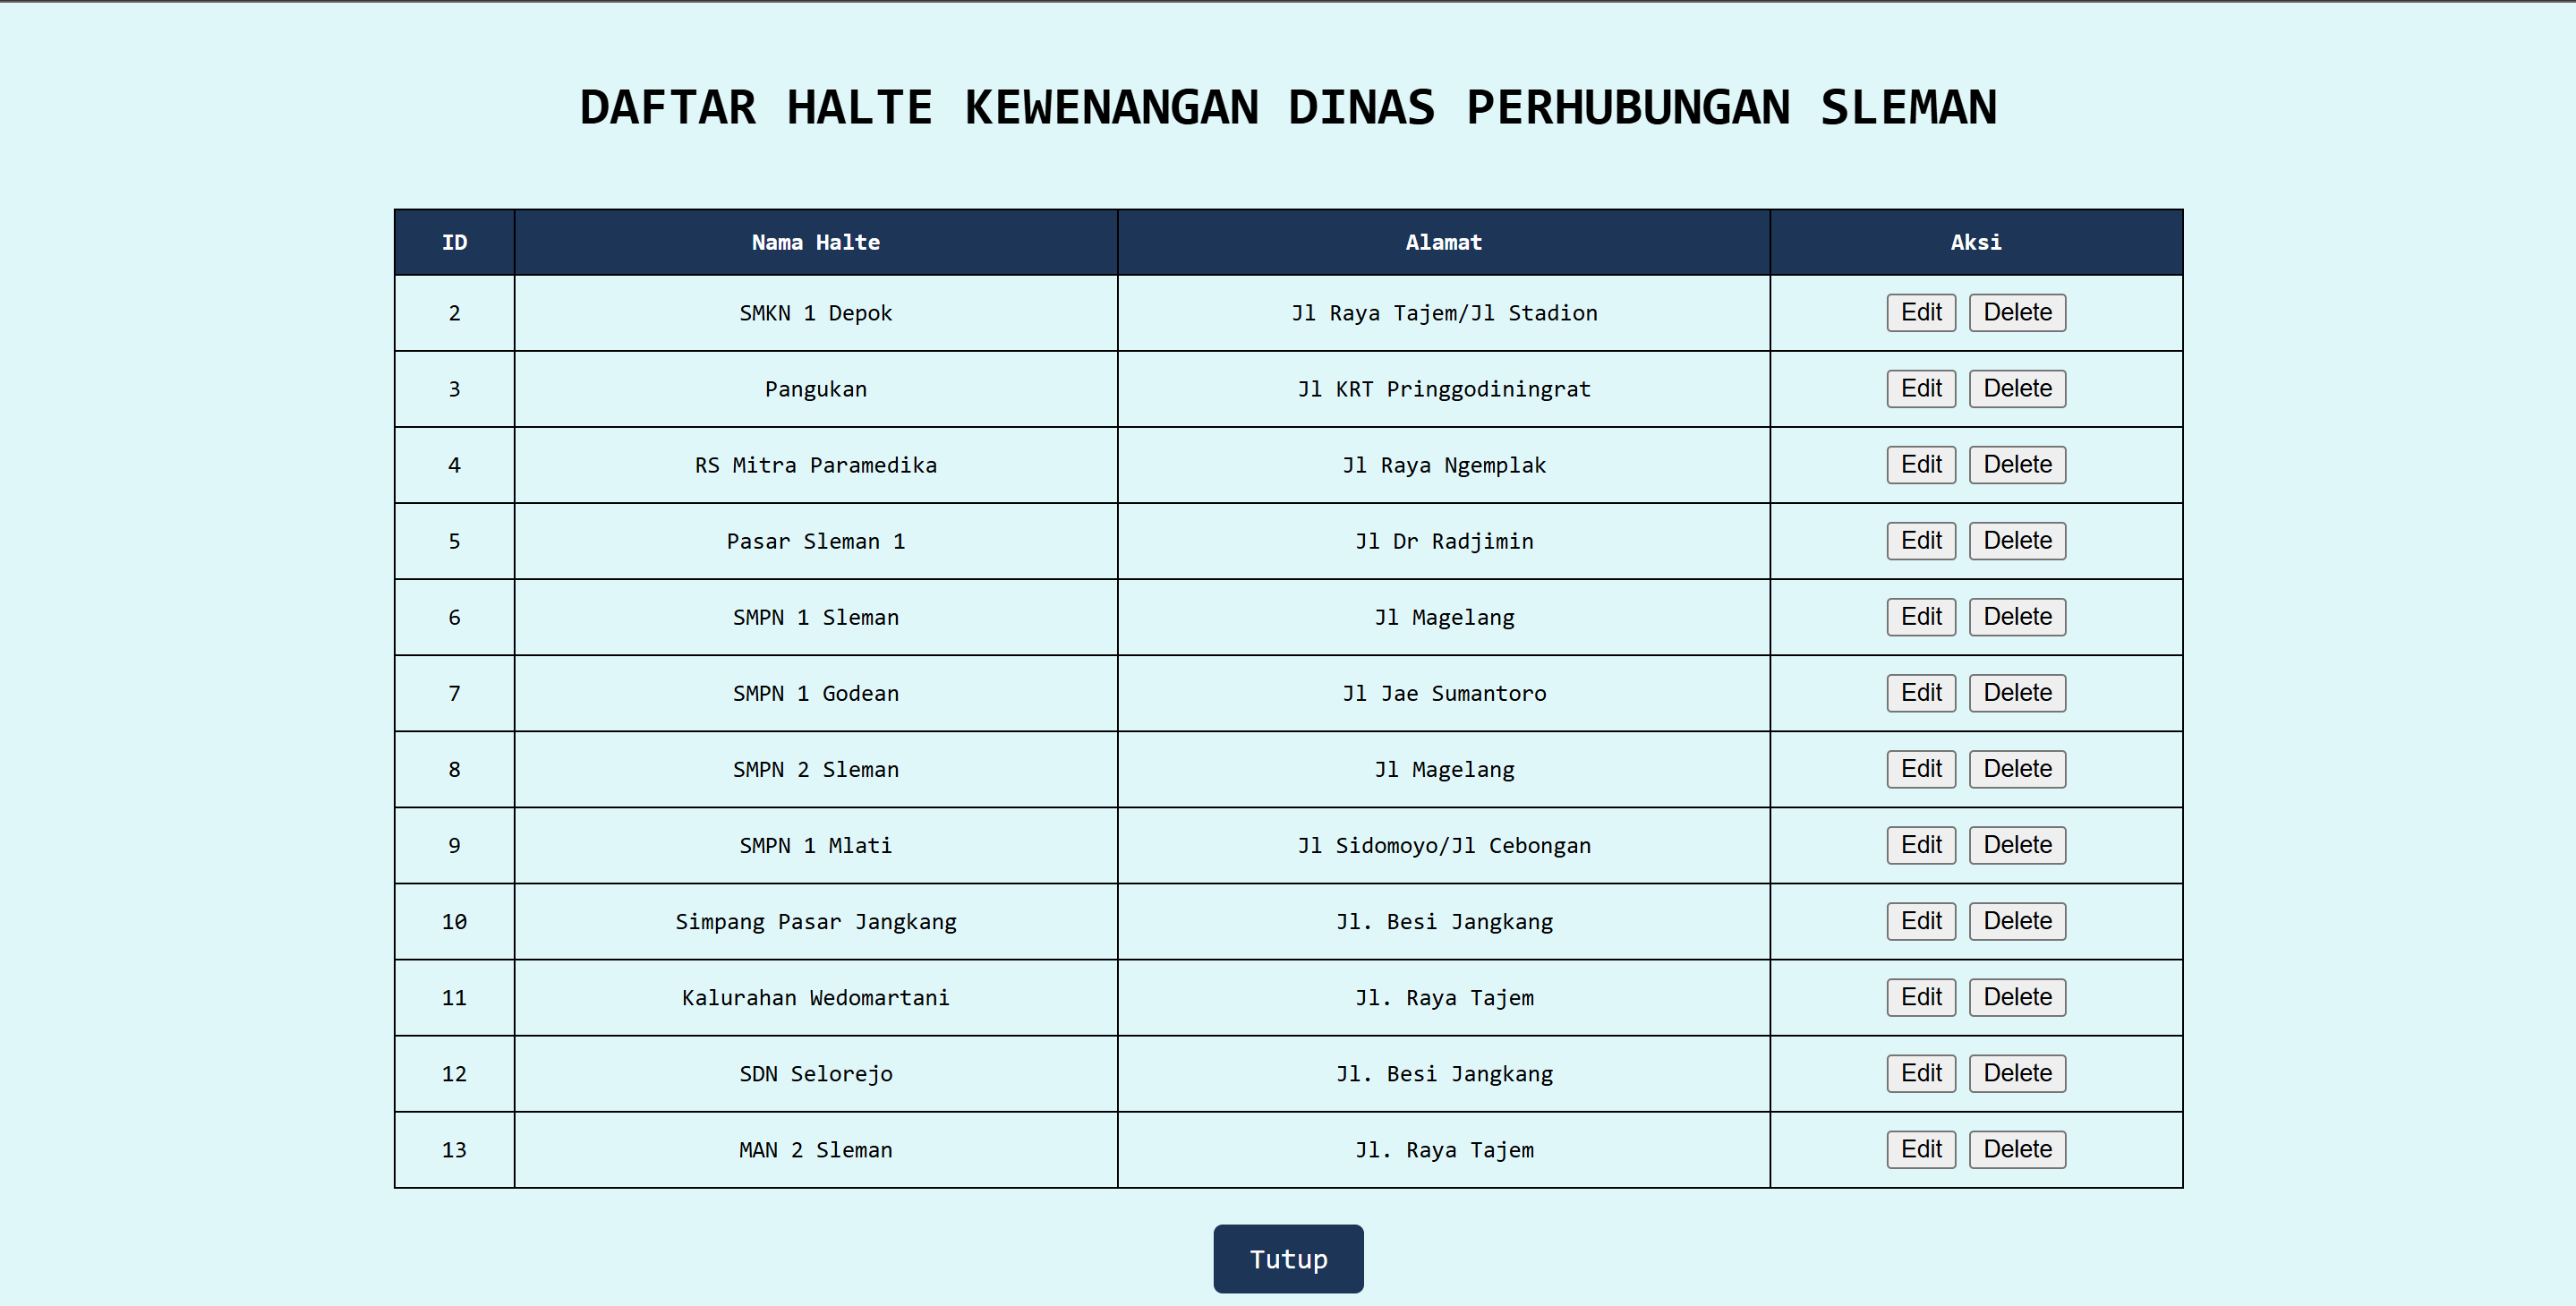 DAFTAR HALTE KEWENANGAN DINAS PERHUBUNGAN SLEMAN
ID Nama Halte Alamat Aksi
2 SMKN 1 Depok Jl Raya Tajem/Jl Stadion Edit Delete
3 Pangukan Jl KRT Pringgodiningrat Edit Delete
4 RS Mitra Paramedika Jl Raya Ngemplak Edit Delete
5 Pasar Sleman 1 Jl Dr Radjimin Edit Delete
6 SMPN 1 Sleman Jl Magelang Edit Delete
7 SMPN 1 Godean Jl Jae Sumantoro Edit Delete
8 SMPN 2 Sleman Jl Magelang Edit Delete
9 SMPN 1 Mlati Jl Sidomoyo/Jl Cebongan Edit Delete
10 Simpang Pasar Jangkang Jl. Besi Jangkang Edit Delete
11 Kalurahan Wedomartani Jl. Raya Tajem Edit Delete
12 SDN Selorejo Jl. Besi Jangkang Edit Delete
13 MAN 2 Sleman Jl. Raya Tajem Edit Delete
Tutup